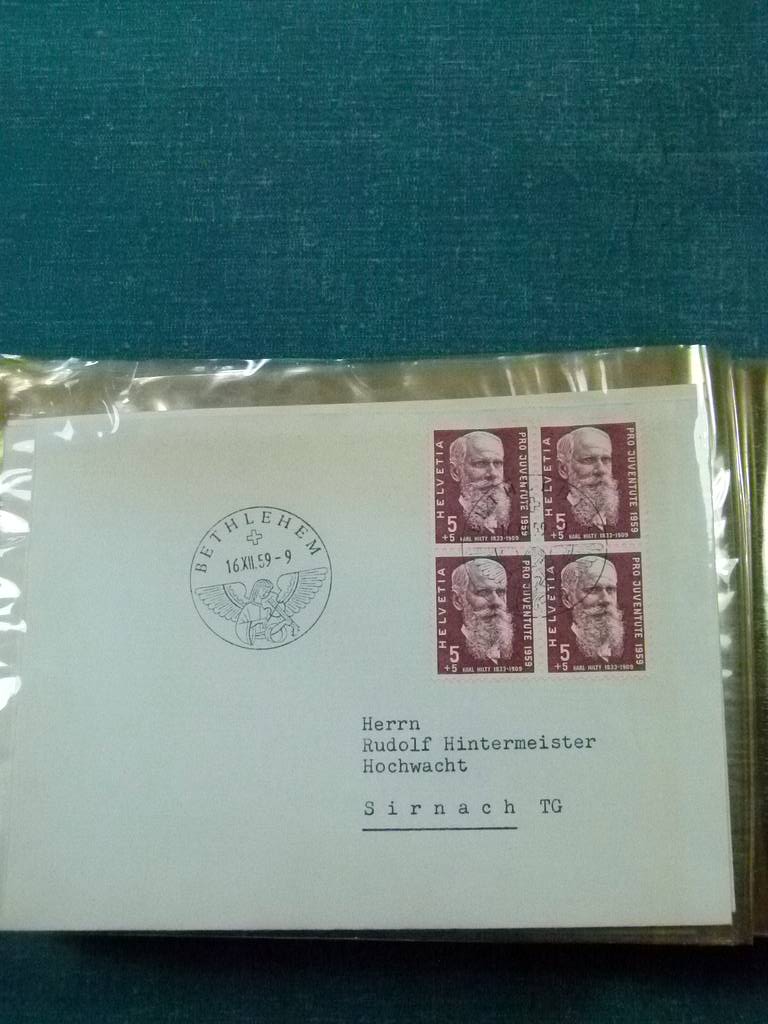 BETHLEHEM
16.XII.59-9
HELVETIA
PRO JUVENTUTE 1959
5
+5 KARL HILTY 1833-1909
HELVETIA
PRO JUVENTUTE 1959
5
+5 KARL HILTY 1833-1909
HELVETIA
PRO JUVENTUTE 1959
5
+5 KARL HILTY 1833-1909
HELVETIA
PRO JUVENTUTE 1959
5
+5 KARL HILTY 1833-1909
Herrn
Rudolf Hintermeister
Hochwacht
Sirnach TG